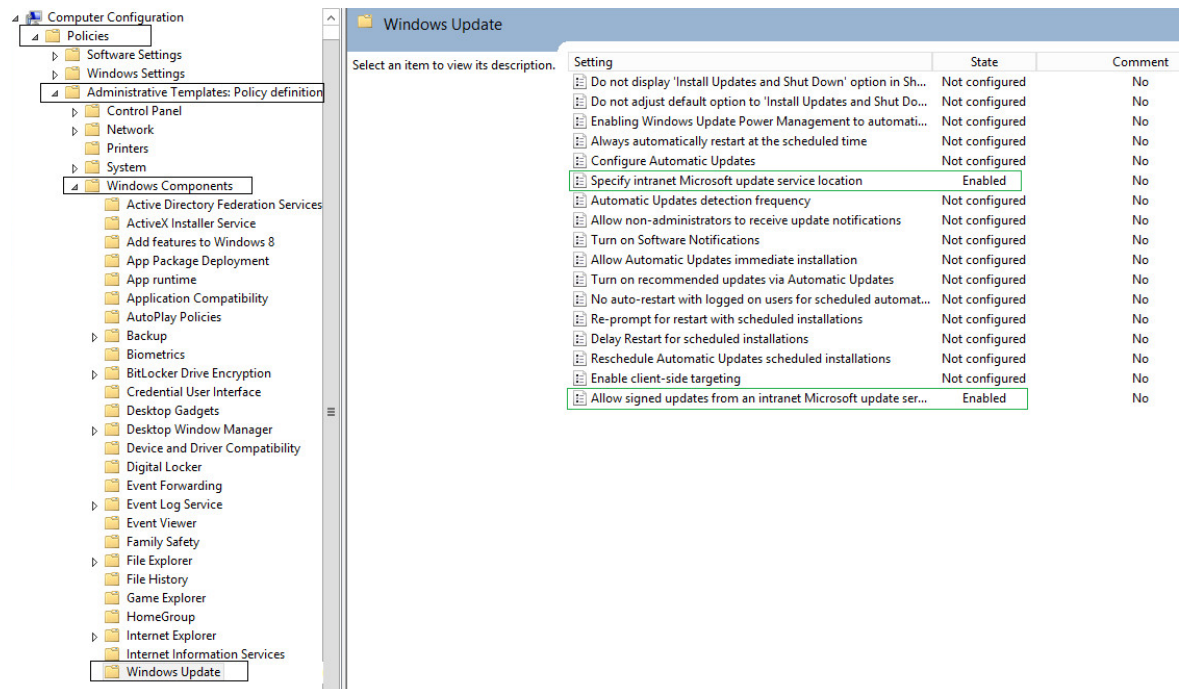 Computer Configuration
Policies
Software Settings
Windows Settings
Administrative Templates: Policy definition
Control Panel
Network
Printers
System
Windows Components
Active Directory Federation Services
ActiveX Installer Service
Add features to Windows 8
App Package Deployment
App runtime
Application Compatibility
AutoPlay Policies
Backup
Biometrics
BitLocker Drive Encryption
Credential User Interface
Desktop Gadgets
Desktop Window Manager
Device and Driver Compatibility
Digital Locker
Event Forwarding
Event Log Service
Event Viewer
Family Safety
File Explorer
File History
Game Explorer
HomeGroup
Internet Explorer
Internet Information Services
Windows Update
Windows Update
Select an item to view its description.
Setting State Comment
Do not display 'Install Updates and Shut Down' option in Sh... Not configured No
Do not adjust default option to 'Install Updates and Shut Do... Not configured No
Enabling Windows Update Power Management to automati... Not configured No
Always automatically restart at the scheduled time Not configured No
Configure Automatic Updates Not configured No
Specify intranet Microsoft update service location Enabled No
Automatic Updates detection frequency Not configured No
Allow non-administrators to receive update notifications Not configured No
Turn on Software Notifications Not configured No
Allow Automatic Updates immediate installation Not configured No
Turn on recommended updates via Automatic Updates Not configured No
No auto-restart with logged on users for scheduled automat... Not configured No
Re-prompt for restart with scheduled installations Not configured No
Delay Restart for scheduled installations Not configured No
Reschedule Automatic Updates scheduled installations Not configured No
Enable client-side targeting Not configured No
Allow signed updates from an intranet Microsoft update ser... Enabled No